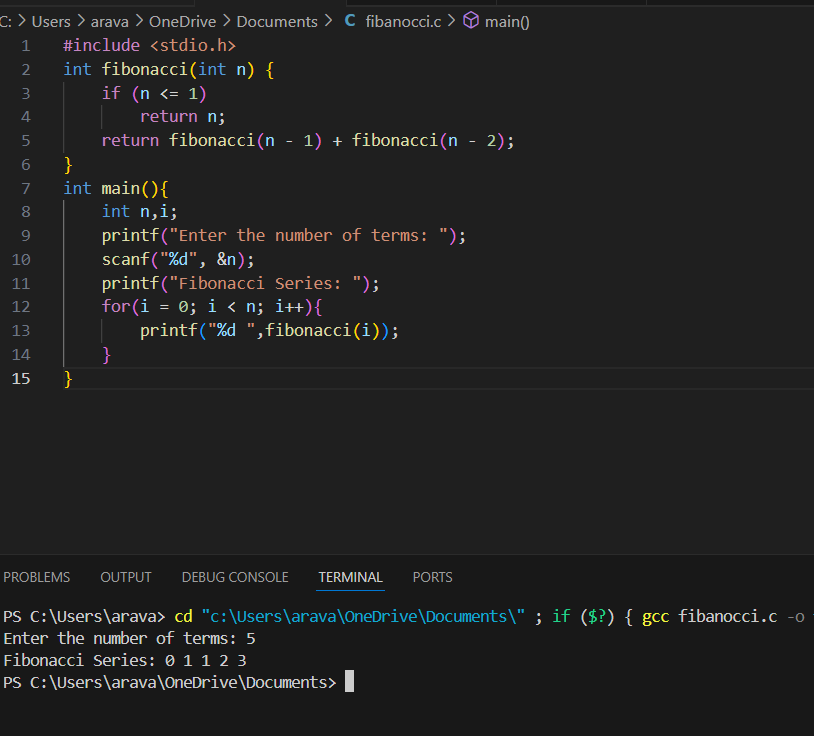 C: > Users > arava > OneDrive > Documents > C fibanocci.c > main()
1 #include <stdio.h>
2 int fibonacci(int n) {
3     if (n <= 1)
4         return n;
5     return fibonacci(n - 1) + fibonacci(n - 2);
6 }
7 int main(){
8     int n,i;
9     printf("Enter the number of terms: ");
10     scanf("%d", &n);
11     printf("Fibonacci Series: ");
12     for(i = 0; i < n; i++){
13         printf("%d ",fibonacci(i));
14     }
15 }
PROBLEMS OUTPUT DEBUG CONSOLE TERMINAL PORTS
PS C:\Users\arava> cd "c:\Users\arava\OneDrive\Documents\" ; if ($?) { gcc fibanocci.c -o
Enter the number of terms: 5
Fibonacci Series: 0 1 1 2 3
PS C:\Users\arava\OneDrive\Documents>